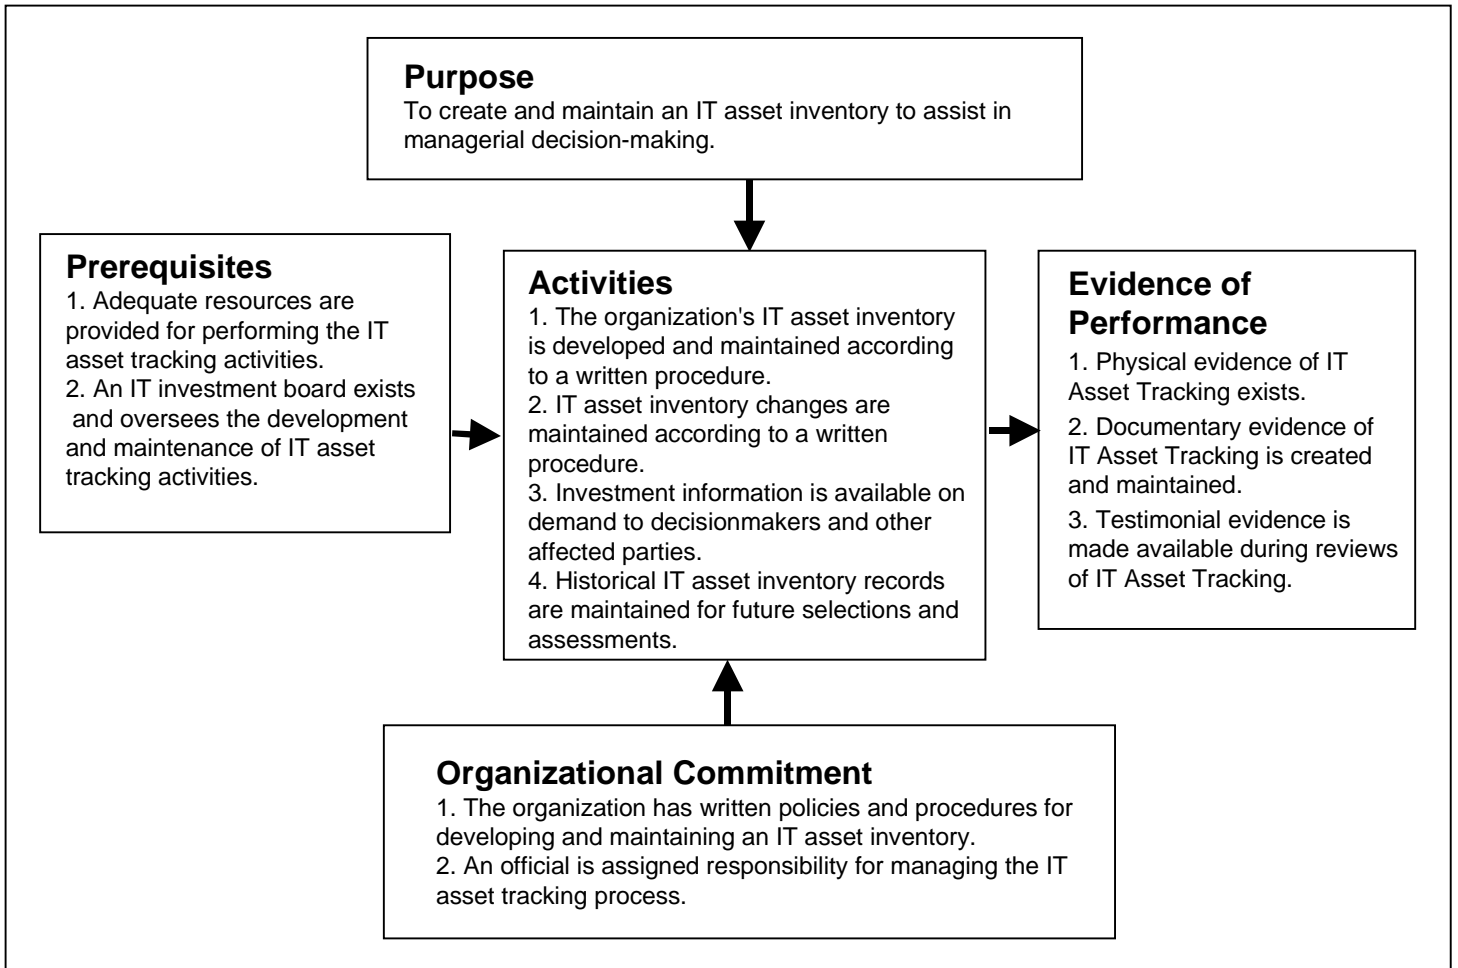 Purpose
To create and maintain an IT asset inventory to assist in
managerial decision-making.
Prerequisites
1. Adequate resources are
provided for performing the IT
asset tracking activities.
2. An IT investment board exists
and oversees the development
and maintenance of IT asset
tracking activities.
Activities
1. The organization's IT asset inventory
is developed and maintained according
to a written procedure.
2. IT asset inventory changes are
maintained according to a written
procedure.
3. Investment information is available on
demand to decisionmakers and other
affected parties.
4. Historical IT asset inventory records
are maintained for future selections and
assessments.
Evidence of
Performance
1. Physical evidence of IT
Asset Tracking exists.
2. Documentary evidence of
IT Asset Tracking is created
and maintained.
3. Testimonial evidence is
made available during reviews
of IT Asset Tracking.
Organizational Commitment
1. The organization has written policies and procedures for
developing and maintaining an IT asset inventory.
2. An official is assigned responsibility for managing the IT
asset tracking process.